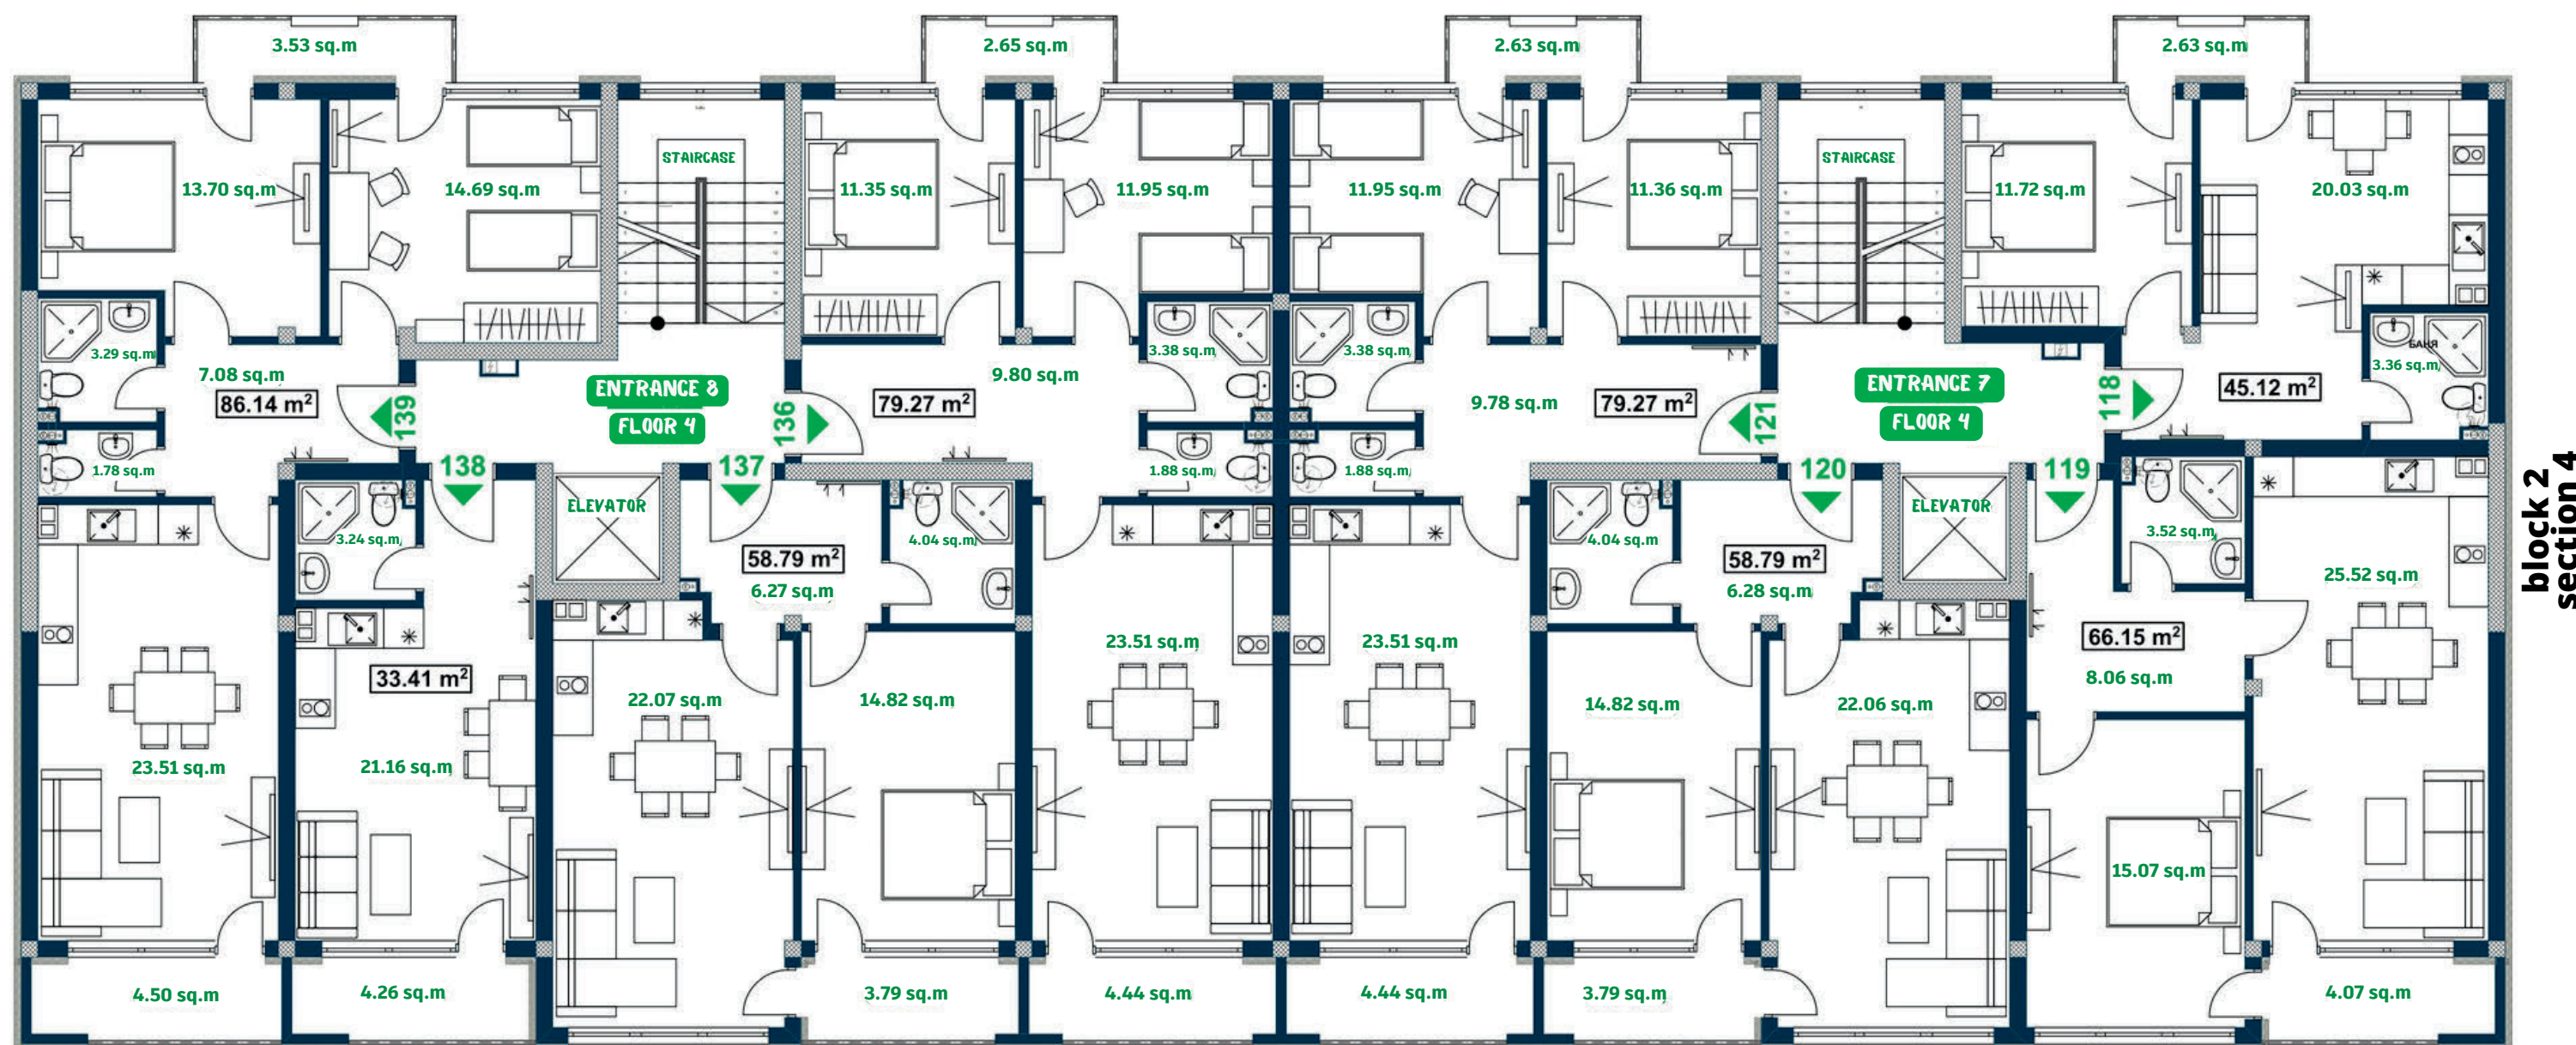 3.53 sq.m
2.65 sq.m
2.63 sq.m
2.63 sq.m
STAIRCASE
STAIRCASE
13.70 sq.m
14.69 sq.m
11.35 sq.m
11.95 sq.m
11.95 sq.m
11.36 sq.m
11.72 sq.m
20.03 sq.m
3.29 sq.m
3.38 sq.m
3.38 sq.m
БАНЯ
3.36 sq.m
7.08 sq.m
86.14 m²
139
ENTRANCE 8
FLOOR 4
136
79.27 m²
9.80 sq.m
9.78 sq.m
79.27 m²
121
ENTRANCE 7
FLOOR 4
118
45.12 m²
1.78 sq.m
138
137
1.88 sq.m
1.88 sq.m
120
119
block 2
section 4
ELEVATOR
ELEVATOR
3.24 sq.m
58.79 m²
6.27 sq.m
4.04 sq.m
4.04 sq.m
58.79 m²
6.28 sq.m
3.52 sq.m
25.52 sq.m
33.41 m²
23.51 sq.m
23.51 sq.m
66.15 m²
8.06 sq.m
22.07 sq.m
14.82 sq.m
14.82 sq.m
22.06 sq.m
23.51 sq.m
21.16 sq.m
15.07 sq.m
4.50 sq.m
4.26 sq.m
3.79 sq.m
4.44 sq.m
4.44 sq.m
3.79 sq.m
4.07 sq.m